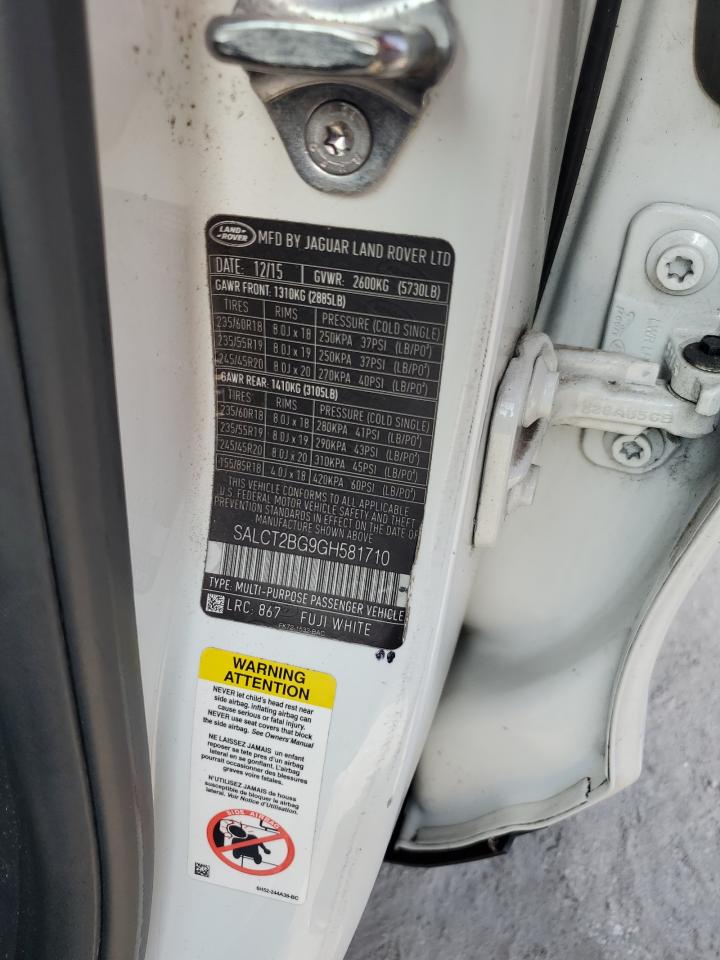 LAND-
-ROVER
MFD BY JAGUAR LAND ROVER LTD
DATE: 12/15 GVWR: 2600KG (5730LB)
GAWR FRONT: 1310KG (2885LB)
TIRES RIMS PRESSURE (COLD SINGLE)
235/60R18 8.0J x 18 250KPA 37PSI (LB/PO²)
235/55R19 8.0J x 19 250KPA 37PSI (LB/PO²)
245/45R20 8.0J x 20 270KPA 40PSI (LB/PO²)
GAWR REAR: 1410KG (3105LB)
TIRES RIMS PRESSURE (COLD SINGLE)
235/60R18 8.0J x 18 280KPA 41PSI (LB/PO²)
235/55R19 8.0J x 19 290KPA 43PSI (LB/PO²)
245/45R20 8.0J x 20 310KPA 45PSI (LB/PO²)
155/85R18 4.0J x 18 420KPA 60PSI (LB/PO²)
THIS VEHICLE CONFORMS TO ALL APPLICABLE
U.S. FEDERAL MOTOR VEHICLE SAFETY AND THEFT
PREVENTION STANDARDS IN EFFECT ON THE DATE OF
MANUFACTURE SHOWN ABOVE
SALCT2BG9GH581710
TYPE: MULTI-PURPOSE PASSENGER VEHICLE
LRC: 867 FUJI WHITE
FK72-1532-BAC
WARNING
ATTENTION
NEVER let child's head rest near
side airbag, inflating airbag can
cause serious or fatal injury.
NEVER use seat covers that block
the side airbag. See Owners Manual
NE LAISSEZ JAMAIS un enfant
reposer sa tete pres d'un airbag
lateral en se gonflant. L'airbag
pourrait occasionner des blessures
graves voire fatales.
N'UTILISEZ JAMAIS de housse
susceptible de bloquer le airbag
lateral. Voir Notice d'Utilisation.
SIDE AIRBAG
6H52-244A36-BC